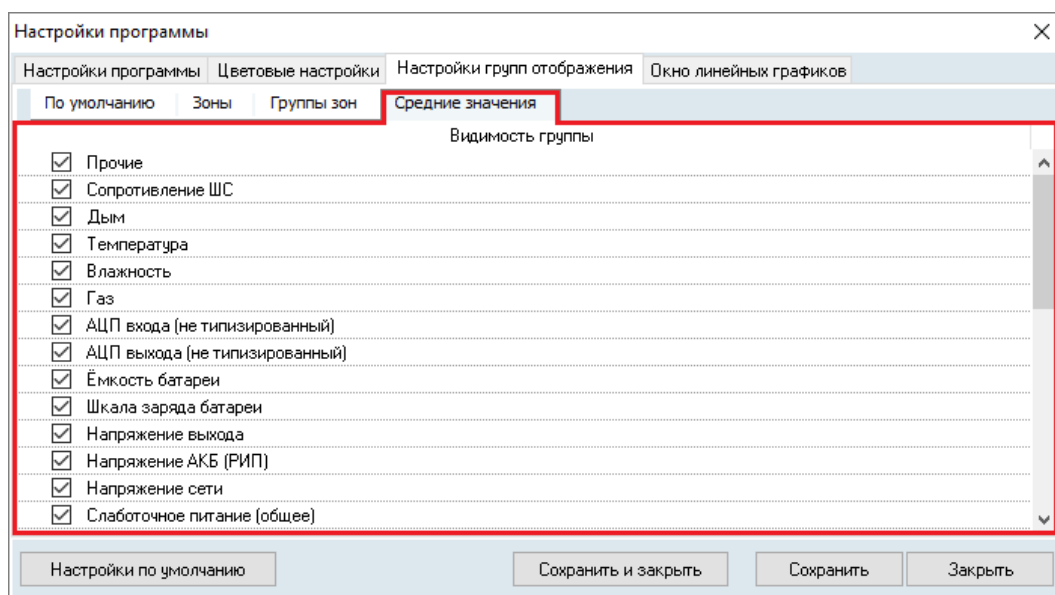 Настройки программы
Настройки программы Цветовые настройки Настройки групп отображения Окно линейных графиков
По умолчанию Зоны Группы зон Средние значения
Видимость группы
Прочие
Сопротивление ШС
Дым
Температура
Влажность
Газ
АЦП входа (не типизированный)
АЦП выхода (не типизированный)
Ёмкость батареи
Шкала заряда батареи
Напряжение выхода
Напряжение АКБ (РИП)
Напряжение сети
Слаботочное питание (общее)
Настройки по умолчанию Сохранить и закрыть Сохранить Закрыть